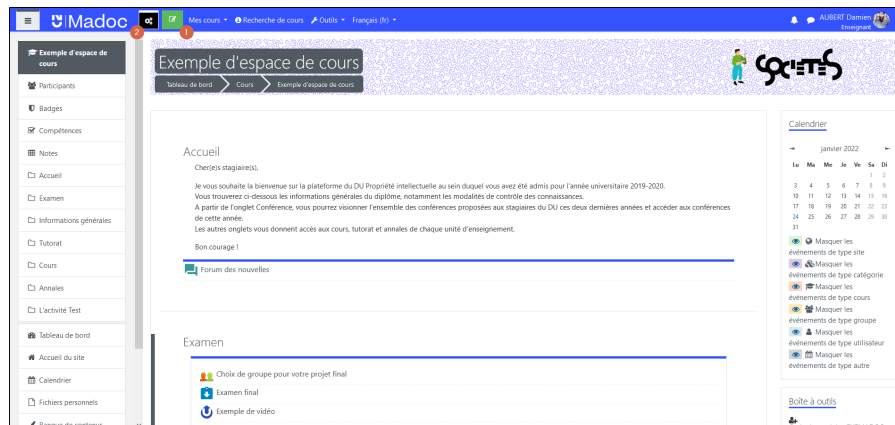 Madoc
Mes cours
Recherche de cours
Outils
Français (fr)
AUBERT Damien
Enseignant
2
1
Exemple d'espace de
cours
Participants
Badges
Compétences
Notes
Accueil
Examen
Informations générales
Tutorat
Cours
Annales
L'activité Test
Tableau de bord
Accueil du site
Calendrier
Fichiers personnels
Exemple d'espace de cours
Tableau de bord
Cours
Exemple d'espace de cours
SOCIETES
Accueil
Cher(e)s stagiaire(s),
Je vous souhaite la bienvenue sur la plateforme du DU Propriété intellectuelle au sein duquel vous avez été admis pour l'année universitaire 2019-2020.
Vous trouverez ci-dessous les informations générales du diplôme, notamment les modalités de contrôle des connaissances.
A partir de l'onglet Conférence, vous pourrez visionner l'ensemble des conférences proposées aux stagiaires du DU ces deux dernières années et accéder aux conférences
de cette année.
Les autres onglets vous donnent accès aux cours, tutorat et annales de chaque unité d'enseignement.
Bon courage !
Forum des nouvelles
Examen
Choix de groupe pour votre projet final
Examen final
Exemple de vidéo
Calendrier
janvier 2022
Lu Ma Me Je Ve Sa Di
1 2
3 4 5 6 7 8 9
10 11 12 13 14 15 16
17 18 19 20 21 22 23
24 25 26 27 28 29 30
31
Masquer les
événements de type site
Masquer les
événements de type catégorie
Masquer les
événements de type cours
Masquer les
événements de type groupe
Masquer les
événements de type utilisateur
Masquer les
événements de type autre
Boîte à outils